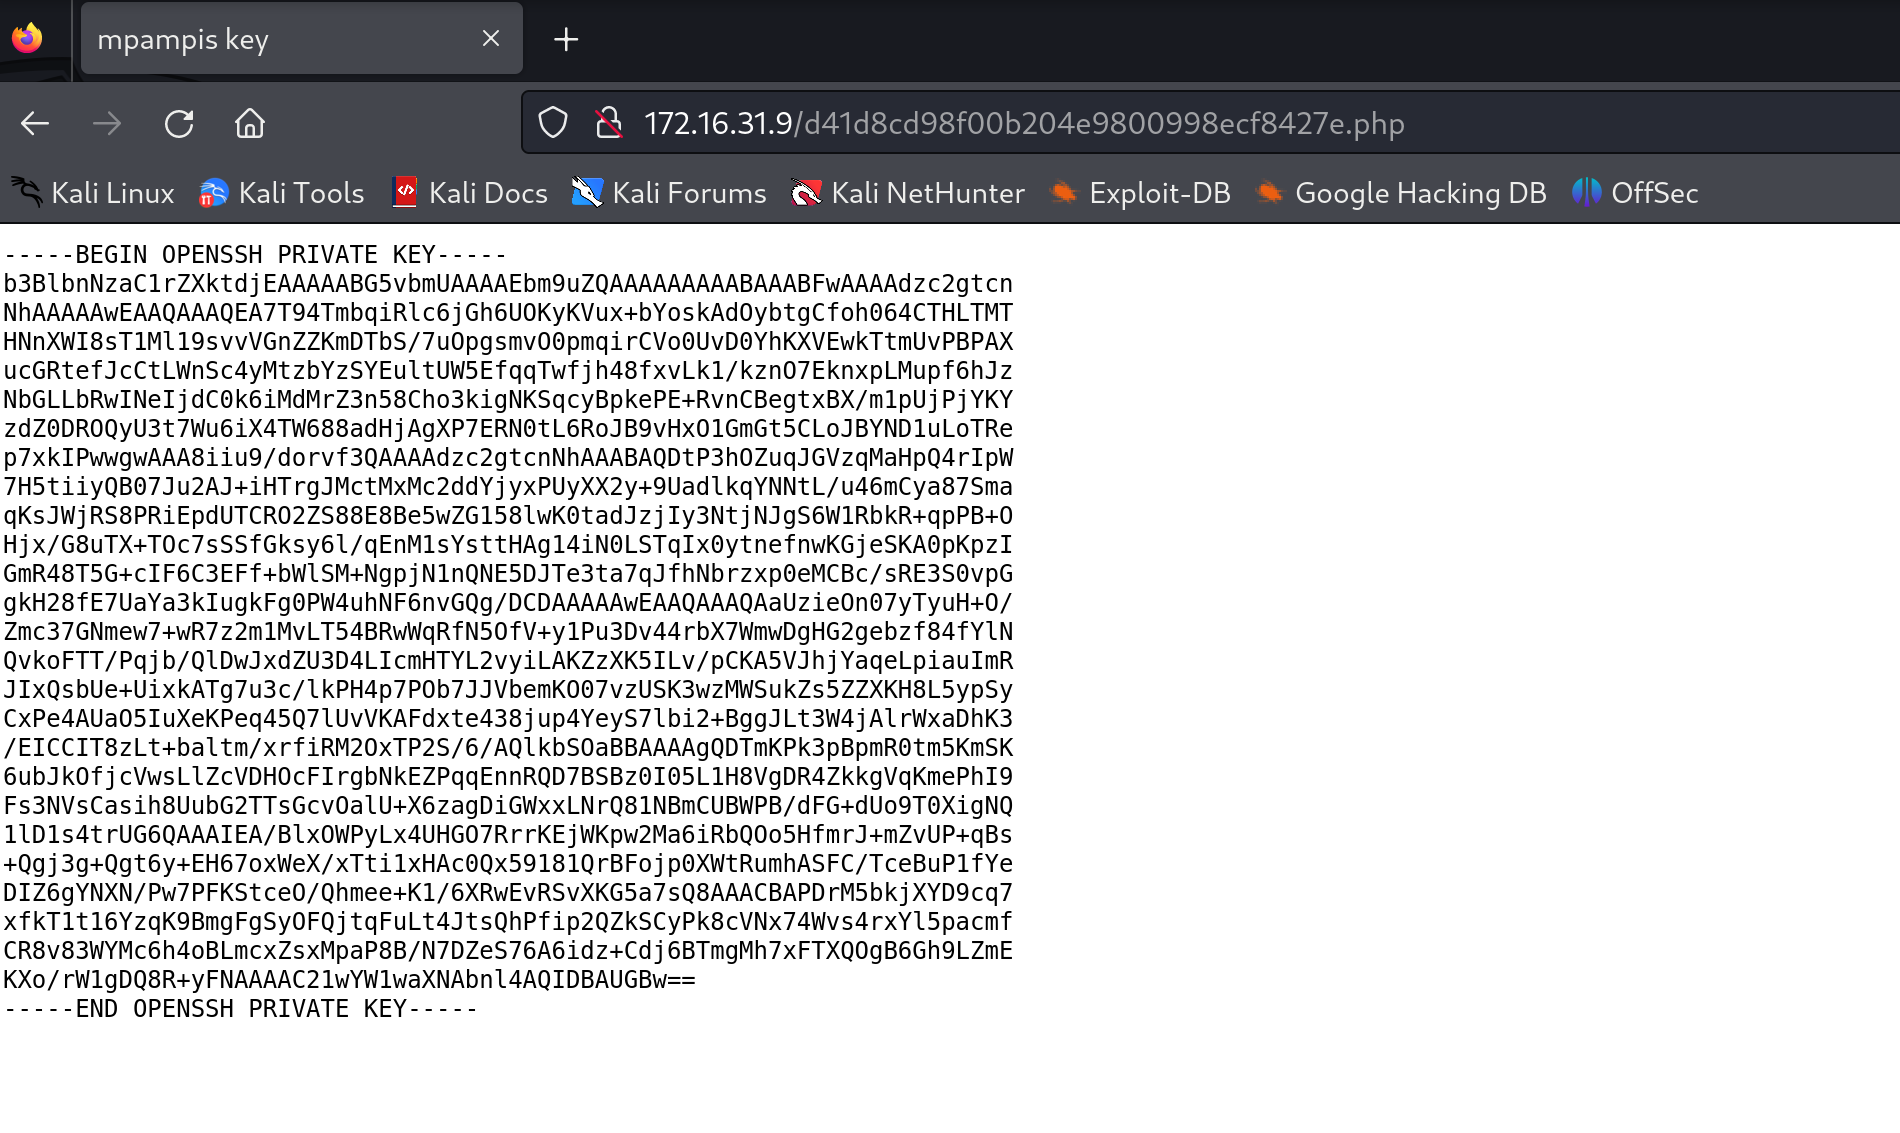 mpampis key
172.16.31.9/d41d8cd98f00b204e9800998ecf8427e.php
Kali Linux Kali Tools Kali Docs Kali Forums Kali NetHunter Exploit-DB Google Hacking DB OffSec
-----BEGIN OPENSSH PRIVATE KEY-----
b3BlbnNzaC1rZXktdjEAAAAABG5vbmUAAAAEbm9uZQAAAAAAAAABAAABFwAAAAdzc2gtcn
NhAAAAAwEAAQAAAQEA7T94TmbqiRlc6jGh6UOKyKVux+bYoskAdOybtgCfoh064CTHLTMT
HNnXWI8sT1Ml19svvVGnZZKmDTbS/7uOpgsmvO0pmqirCVo0UvD0YhKXVEwkTtmUvPBPAX
ucGRtefJcCtLWnSc4yMtzbYzSYEultUW5EfqqTwfjh48fxvLk1/kznO7EknxpLMupf6hJz
NbGLLbRwINeIjdC0k6iMdMrZ3n58Cho3kigNKSqcyBpkePE+RvnCBegtxBX/m1pUjPjYKY
zdZ0DROQyU3t7Wu6iX4TW688adHjAgXP7ERN0tL6RoJB9vHxO1GmGt5CLoJBYND1uLoTRe
p7xkIPwwgwAAA8iiu9/dorvf3QAAAAdzc2gtcnNhAAABAQDtP3hOZuqJGVzqMaHpQ4rIpW
7H5tiiyQB07Ju2AJ+iHTrgJMctMxMc2ddYjyxPUyXX2y+9UadlkqYNNtL/u46mCya87Sma
qKsJWjRS8PRiEpdUTCRO2ZS88E8Be5wZG158lwK0tadJzjIy3NtjNJgS6W1RbkR+qpPB+O
Hjx/G8uTX+TOc7sSSfGksy6l/qEnM1sYsttHAg14iN0LSTqIx0ytnefnwKGjeSKA0pKpzI
GmR48T5G+cIF6C3EFf+bWlSM+NgpjN1nQNE5DJTe3ta7qJfhNbrzxp0eMCBc/sRE3S0vpG
gkH28fE7UaYa3kIugkFg0PW4uhNF6nvGQg/DCDAAAAAwEAAQAAAQAaUzieOn07yTyuH+O/
Zmc37GNmew7+wR7z2m1MvLT54BRwWqRfN5OfV+y1Pu3Dv44rbX7WmwDgHG2gebzf84fYlN
QvkoFTT/Pqjb/QlDwJxdZU3D4LIcmHTYL2vyiLAKZzXK5ILv/pCKA5VJhjYaqeLpiauImR
JIxQsbUe+UixkATg7u3c/lkPH4p7POb7JJVbemKO07vzUSK3wzMWSukZs5ZZXKH8L5ypSy
CxPe4AUaO5IuXeKPeq45Q7lUvVKAFdxte438jup4YeyS7lbi2+BggJLt3W4jAlrWxaDhK3
/EICCIT8zLt+baltm/xrfiRM2OxTP2S/6/AQlkbSOaBBAAAAgQDTmKPk3pBpmR0tm5KmSK
6ubJkOfjcVwsLlZcVDHOcFIrgbNkEZPqqEnnRQD7BSBz0I05L1H8VgDR4ZkkgVqKmePhI9
Fs3NVsCasih8UubG2TTsGcvOalU+X6zagDiGWxxLNrQ81NBmCUBWPB/dFG+dUo9T0XigNQ
1lD1s4trUG6QAAAIEA/BlxOWPyLx4UHGO7RrrKEjWKpw2Ma6iRbQOo5HfmrJ+mZvUP+qBs
+Qgj3g+Qgt6y+EH67oxWeX/xTti1xHAc0Qx59181QrBFojp0XWtRumhASFC/TceBuP1fYe
DIZ6gYNXN/Pw7PFKStceO/Qhmee+K1/6XRwEvRSvXKG5a7sQ8AAACBAPDrM5bkjXYD9cq7
xfkT1t16YzqK9BmgFgSyOFQjtqFuLt4JtsQhPfip2QZkSCyPk8cVNx74Wvs4rxYl5pacmf
CR8v83WYMc6h4oBLmcxZsxMpaP8B/N7DZeS76A6idz+Cdj6BTmgMh7xFTXQOgB6Gh9LZmE
KXo/rW1gDQ8R+yFNAAAAC21wYW1waXNAbnl4AQIDBAUGBw==
-----END OPENSSH PRIVATE KEY-----